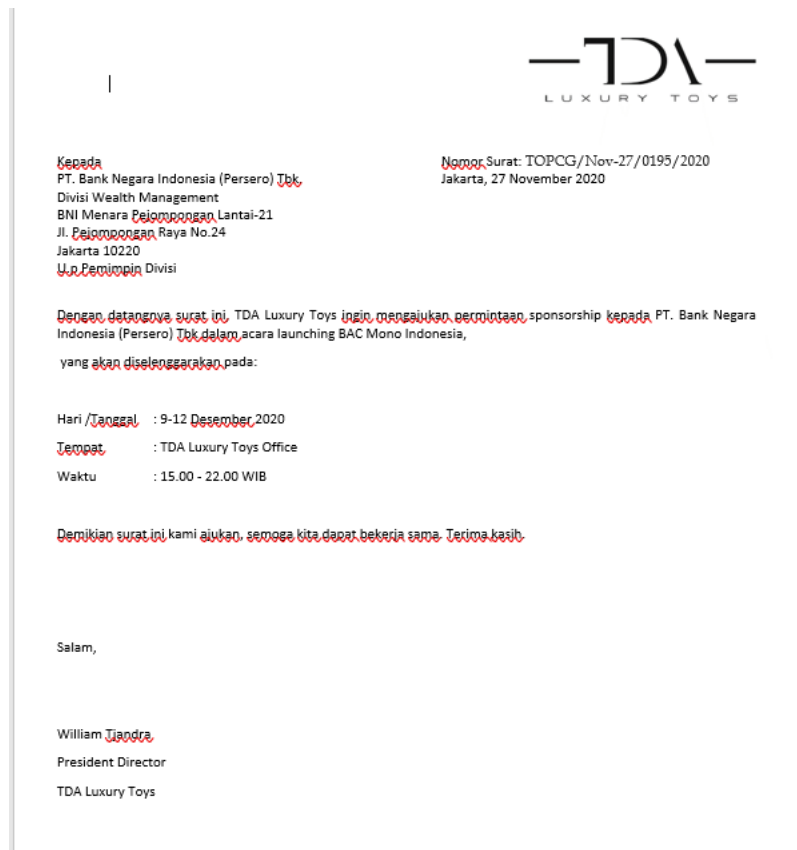 TDA
LUXURY TOYS
Kepada
PT. Bank Negara Indonesia (Persero) Tbk.
Divisi Wealth Management
BNI Menara Pejompongan Lantai-21
Jl. Pejompongan Raya No.24
Jakarta 10220
U.p Pemimpin Divisi
Nomor Surat: TOPCG/Nov-27/0195/2020
Jakarta, 27 November 2020
Dengan datangnya surat ini, TDA Luxury Toys ingin mengajukan permintaan sponsorship kepada PT. Bank Negara
Indonesia (Persero) Tbk dalam acara launching BAC Mono Indonesia,
yang akan diselenggarakan pada:
Hari /Tanggal : 9-12 Desember 2020
Tempat : TDA Luxury Toys Office
Waktu : 15.00 - 22.00 WIB
Demikian surat ini kami ajukan, semoga kita dapat bekerja sama. Terima kasih.
Salam,
William Tjandra
President Director
TDA Luxury Toys